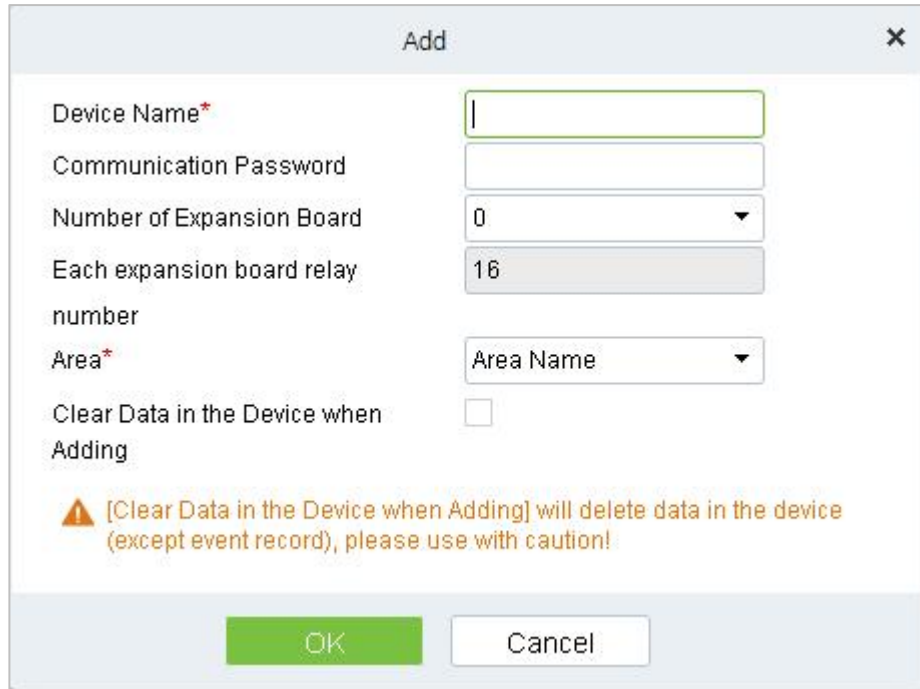 Add
Device Name*
Communication Password
Number of Expansion Board 0
Each expansion board relay 16
number
Area* Area Name
Clear Data in the Device when
Adding
[Clear Data in the Device when Adding] will delete data in the device
(except event record), please use with caution!
OK Cancel